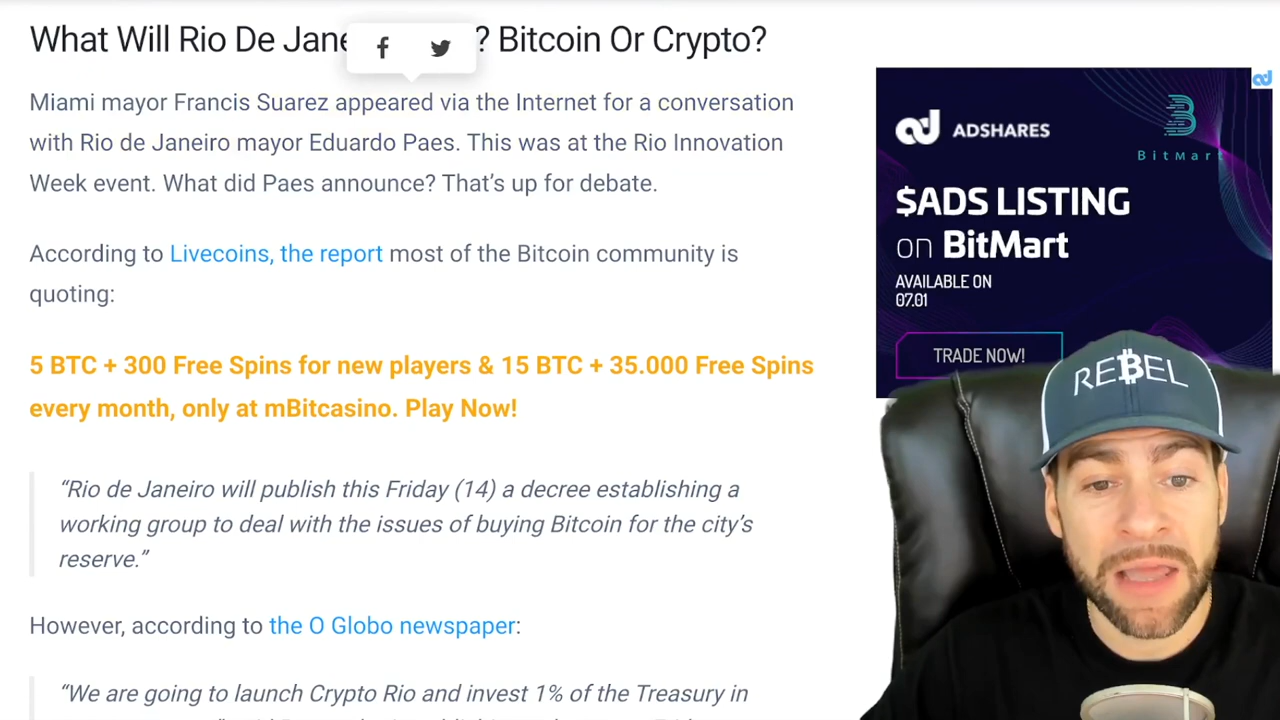 What Will Rio De Jane ? Bitcoin Or Crypto?
Miami mayor Francis Suarez appeared via the Internet for a conversation
with Rio de Janeiro mayor Eduardo Paes. This was at the Rio Innovation
Week event. What did Paes announce? That’s up for debate.
According to Livecoins, the report most of the Bitcoin community is
quoting:
5 BTC + 300 Free Spins for new players & 15 BTC + 35.000 Free Spins
every month, only at mBitcasino. Play Now!
“Rio de Janeiro will publish this Friday (14) a decree establishing a
working group to deal with the issues of buying Bitcoin for the city’s
reserve.”
However, according to the O Globo newspaper:
“We are going to launch Crypto Rio and invest 1% of the Treasury in
ADSHARES
BitMart
$ADS LISTING
on BitMart
AVAILABLE ON
07.01
TRADE NOW!
REBEL